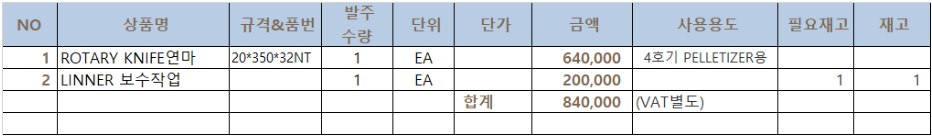 NO 상품명 규격&품번 발주 수량 단위 단가 금액 사용용도 필요재고 재고
1 ROTARY KNIFE연마 20*350*32NT 1 EA 640,000 4호기 PELLETIZER용
2 LINNER 보수작업 1 EA 200,000 1 1
합계 840,000 (VAT별도)